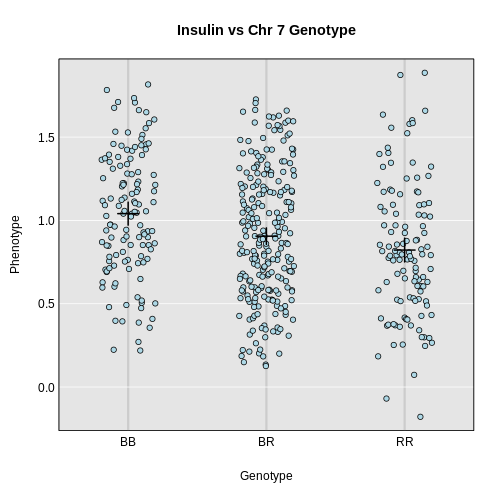 Insulin vs Chr 7 Genotype
Phenotype
1.5
1.0
0.5
0.0
BB BR RR
Genotype